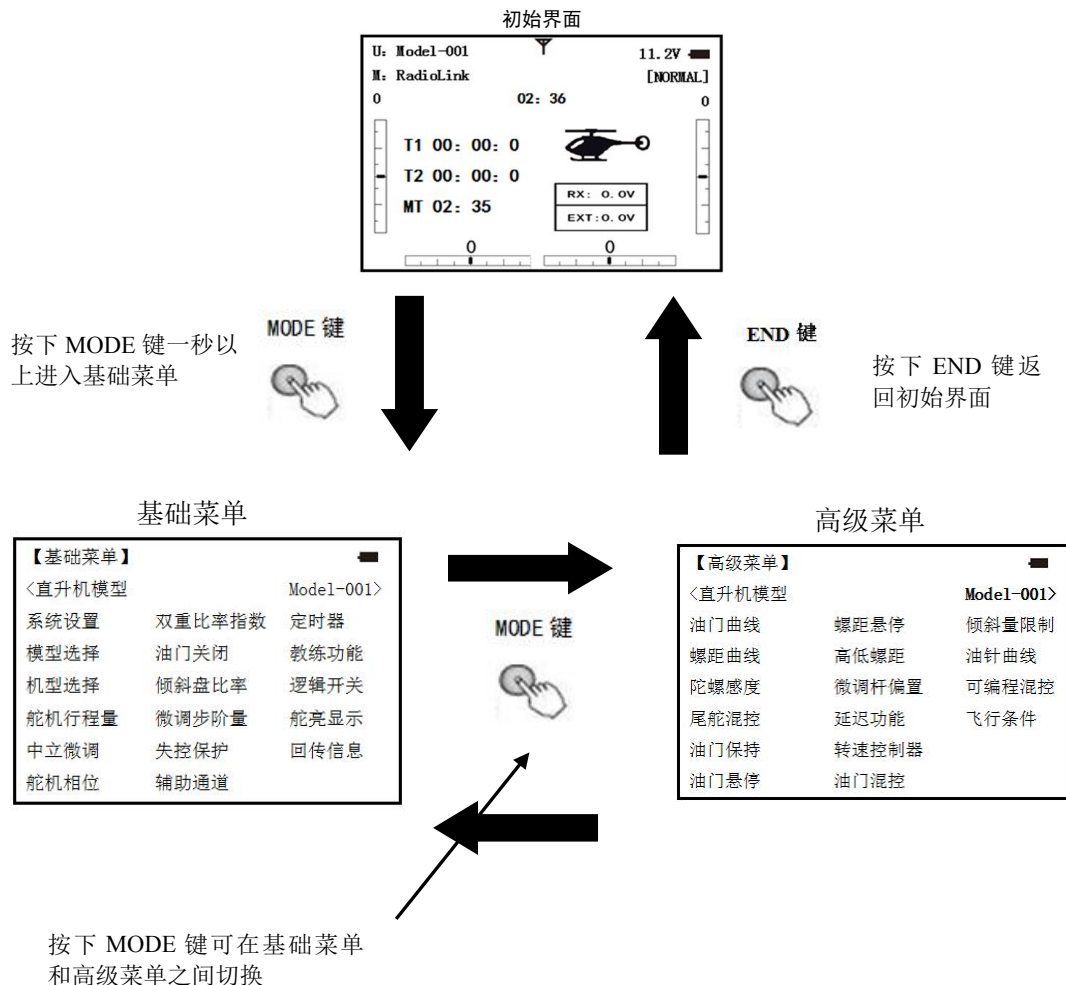 初始界面
U: Model-001 11.2V
M: RadioLink [NORMAL]
0 02: 36 0
T1 00: 00: 0
T2 00: 00: 0
MT 02: 35
RX: 0.0V
EXT:0.0V
0 0
按下 MODE 键一秒以
上进入基础菜单
MODE 键
END 键
按下 END 键返
回初始界面
基础菜单
【基础菜单】
<直升机模型 Model-001>
系统设置 双重比率指数 定时器
模型选择 油门关闭 教练功能
机型选择 倾斜盘比率 逻辑开关
舵机行程量 微调步阶量 舵亮显示
中立微调 失控保护 回传信息
舵机相位 辅助通道
MODE 键
高级菜单
【高级菜单】
<直升机模型 Model-001>
油门曲线 螺距悬停 倾斜量限制
螺距曲线 高低螺距 油针曲线
陀螺感度 微调杆偏置 可编程混控
尾舵混控 延迟功能 飞行条件
油门保持 转速控制器
油门悬停 油门混控
按下 MODE 键可在基础菜单
和高级菜单之间切换